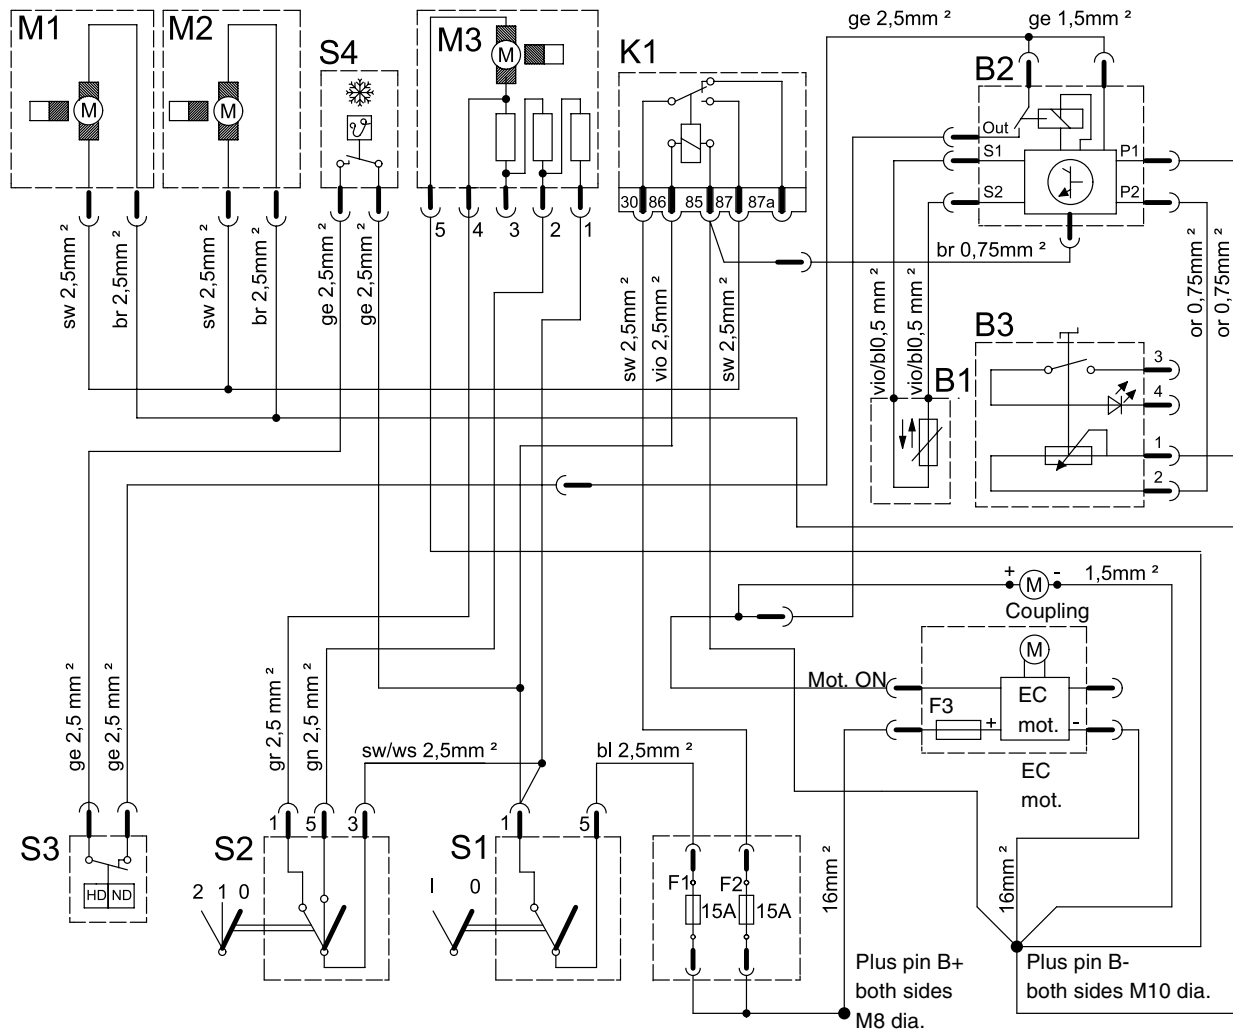 ge 2,5mm ²
ge 1,5mm ²
M1
M2
S4
M3
K1
B2
M
M
M
Out
S1
S2
P1
P2
30
86
85
87
87a
5
4
3
2
1
br 0,75mm ²
sw 2,5mm ²
br 2,5mm ²
sw 2,5mm ²
br 2,5mm ²
ge 2,5mm ²
ge 2,5mm ²
sw 2,5mm ²
vio 2,5mm ²
sw 2,5mm ²
vio/bl0,5 mm ²
vio/bl0,5 mm ²
or 0,75mm ²
or 0,75mm ²
B3
B1
3
4
1
2
+
M
-
1,5mm ²
Coupling
M
Mot. ON
F3
+
EC
mot.
-
EC
mot.
ge 2,5 mm ²
ge 2,5 mm ²
gr 2,5 mm ²
gn 2,5 mm ²
sw/ws 2,5mm ²
bl 2,5mm ²
S3
HD
ND
S2
1
5
3
2 1 0
S1
1
5
I 0
F1
15A
F2
15A
16mm ²
16mm ²
Plus pin B+
both sides
M8 dia.
Plus pin B-
both sides M10 dia.